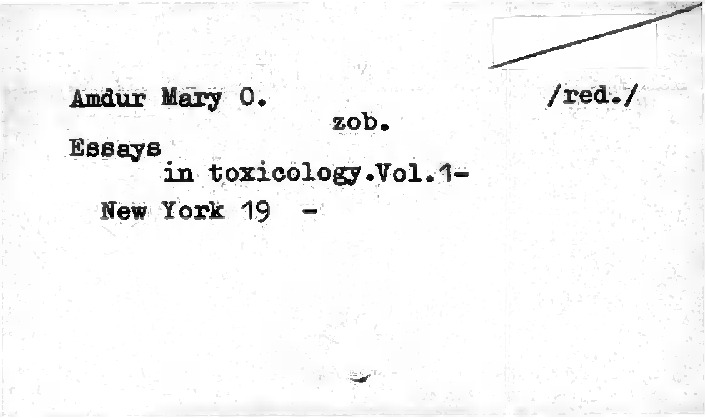 Amdur Mary O. /red./
zob.
Essays
in toxicology.Vol.1-
New York 19 -